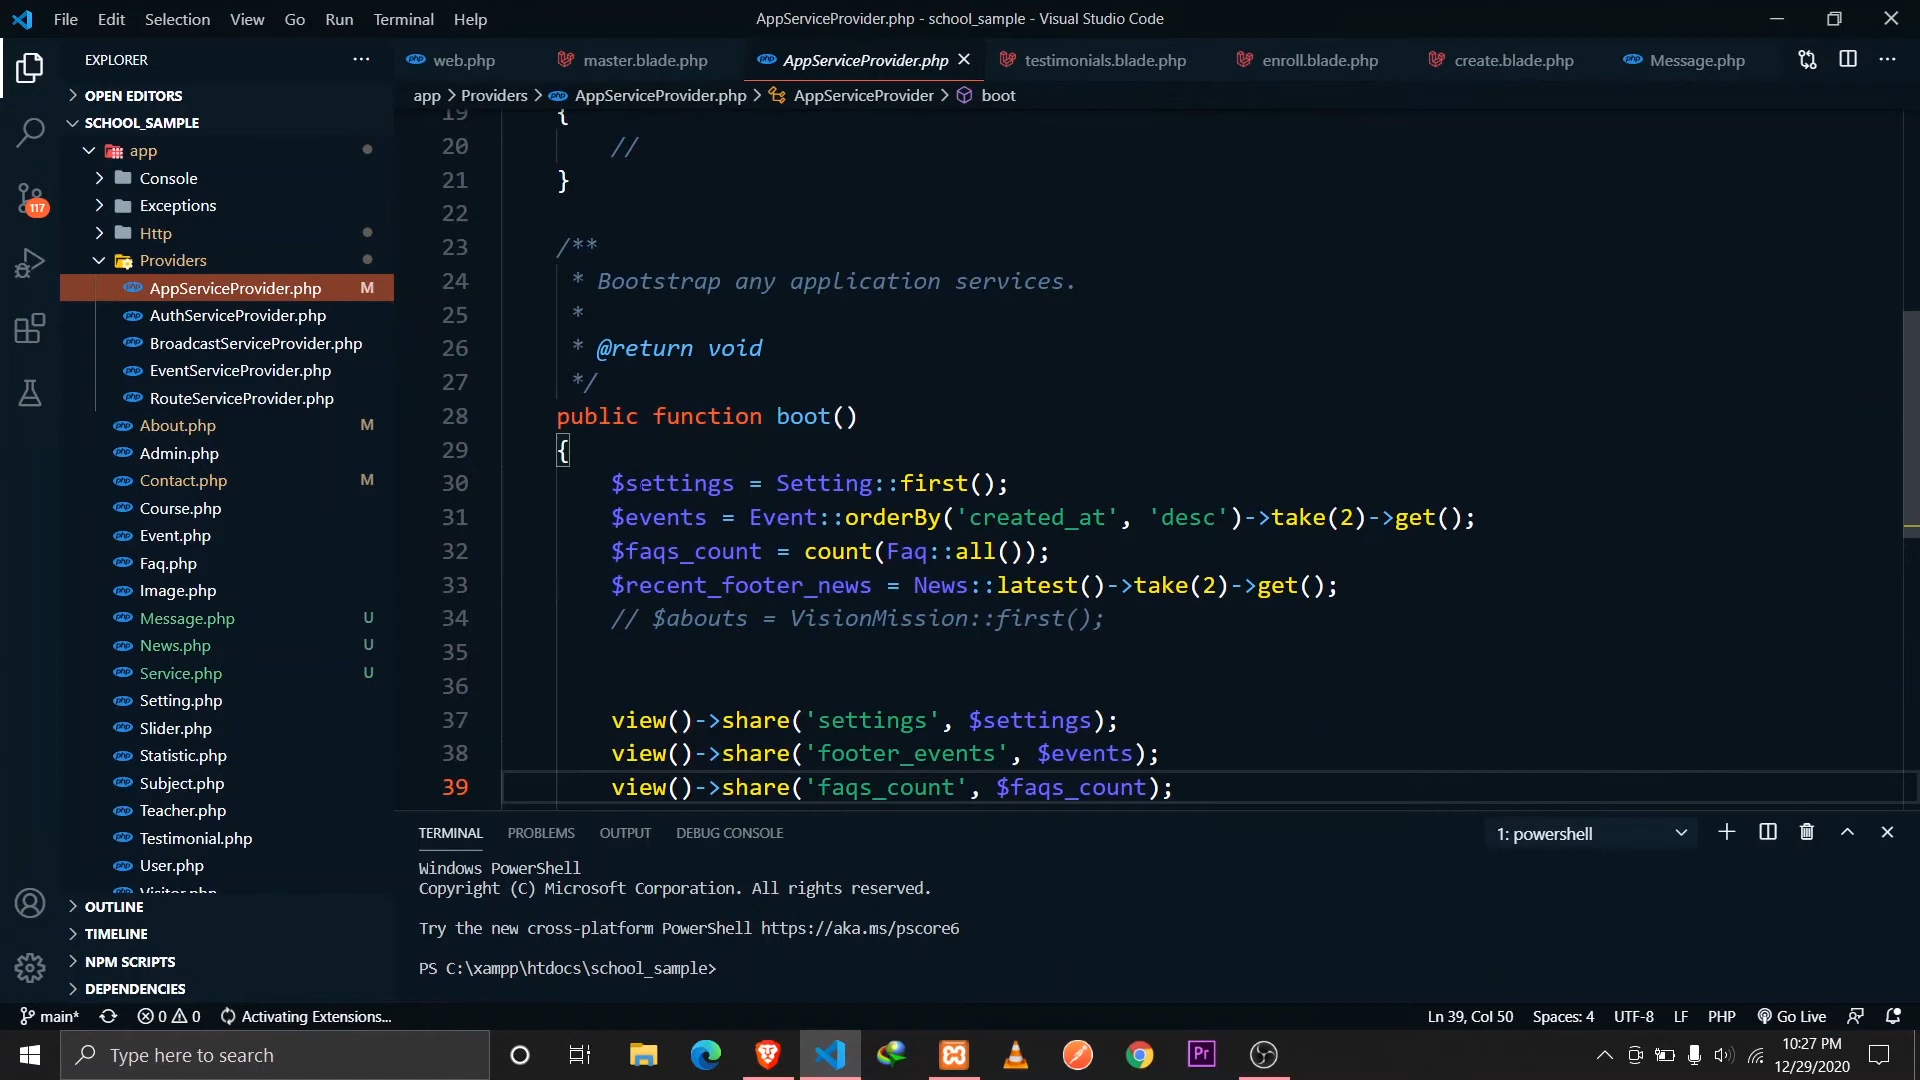 File Edit Selection View Go Run Terminal Help
AppServiceProvider.php - school_sample - Visual Studio Code
EXPLORER
OPEN EDITORS
SCHOOL_SAMPLE
app
Console
Exceptions
Http
Providers
AppServiceProvider.php M
AuthServiceProvider.php
BroadcastServiceProvider.php
EventServiceProvider.php
RouteServiceProvider.php
About.php M
Admin.php
Contact.php M
Course.php
Event.php
Faq.php
Image.php
Message.php U
News.php U
Service.php U
Setting.php
Slider.php
Statistic.php
Subject.php
Teacher.php
Testimonial.php
User.php
Visitor.php
OUTLINE
TIMELINE
NPM SCRIPTS
DEPENDENCIES
117
web.php master.blade.php AppServiceProvider.php testimonials.blade.php enroll.blade.php create.blade.php Message.php
app > Providers > AppServiceProvider.php > AppServiceProvider > boot
19 {
20 //
21 }
22
23 /**
24 * Bootstrap any application services.
25 *
26 * @return void
27 */
28 public function boot()
29 {
30 $settings = Setting::first();
31 $events = Event::orderBy('created_at', 'desc')->take(2)->get();
32 $faqs_count = count(Faq::all());
33 $recent_footer_news = News::latest()->take(2)->get();
34 // $abouts = VisionMission::first();
35
36
37 view()->share('settings', $settings);
38 view()->share('footer_events', $events);
39 view()->share('faqs_count', $faqs_count);
TERMINAL PROBLEMS OUTPUT DEBUG CONSOLE
1: powershell
Windows PowerShell
Copyright (C) Microsoft Corporation. All rights reserved.
Try the new cross-platform PowerShell https://aka.ms/pscore6
PS C:\xampp\htdocs\school_sample>
main* 0 0 Activating Extensions...
Ln 39, Col 50 Spaces: 4 UTF-8 LF PHP Go Live
Type here to search
Pr
10:27 PM
12/29/2020